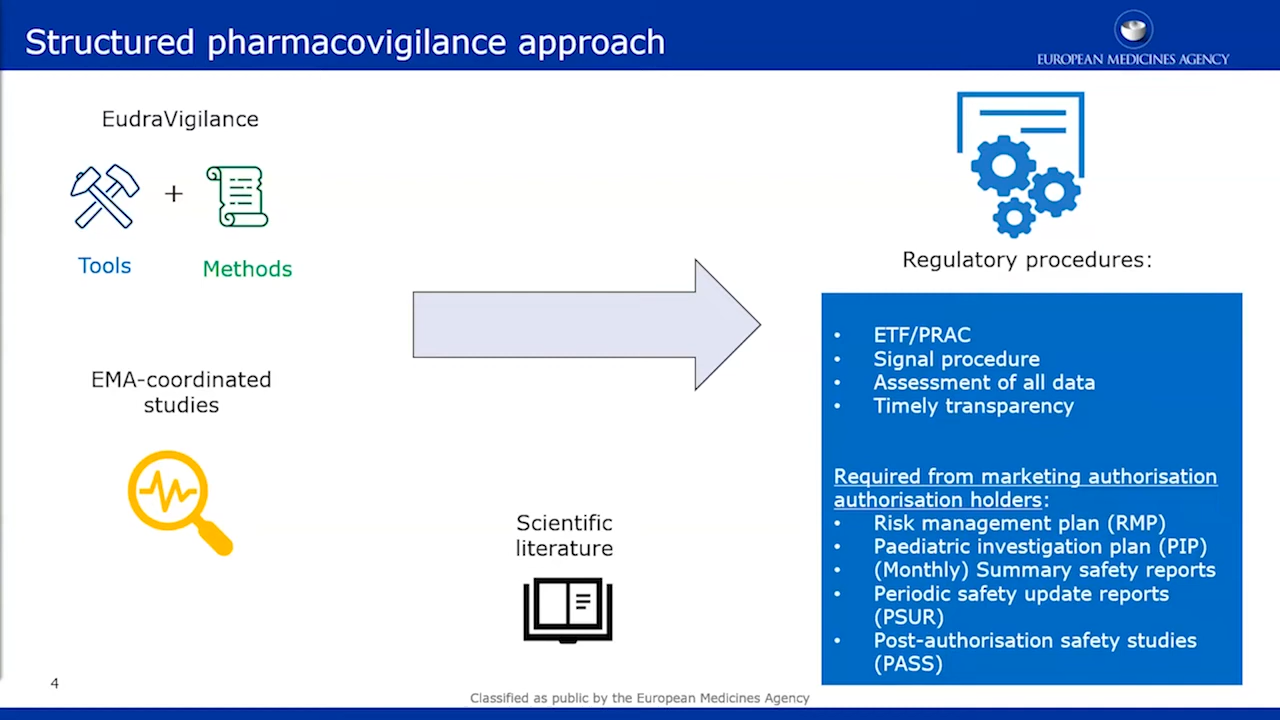 Structured pharmacovigilance approach
EUROPEAN MEDICINES AGENCY
EudraVigilance
+
Tools
Methods
EMA-coordinated
studies
Scientific
literature
Regulatory procedures:
• ETF/PRAC
• Signal procedure
• Assessment of all data
• Timely transparency
Required from marketing authorisation
authorisation holders:
• Risk management plan (RMP)
• Paediatric investigation plan (PIP)
• (Monthly) Summary safety reports
• Periodic safety update reports
(PSUR)
• Post-authorisation safety studies
(PASS)
4
Classified as public by the European Medicines Agency